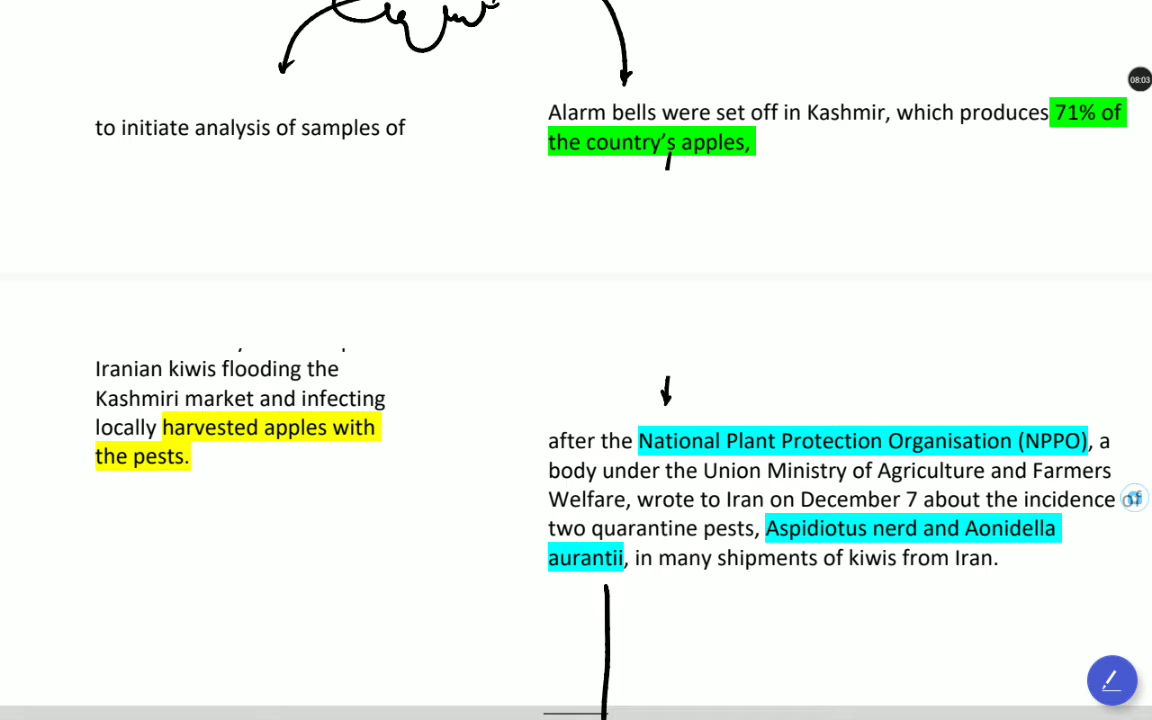 to initiate analysis of samples of
Alarm bells were set off in Kashmir, which produces 71% of
the country's apples,
08:03
Iranian kiwis flooding the
Kashmiri market and infecting
locally harvested apples with
the pests.
after the National Plant Protection Organisation (NPPO), a
body under the Union Ministry of Agriculture and Farmers
Welfare, wrote to Iran on December 7 about the incidence of
two quarantine pests, Aspidiotus nerd and Aonidella
aurantii, in many shipments of kiwis from Iran.